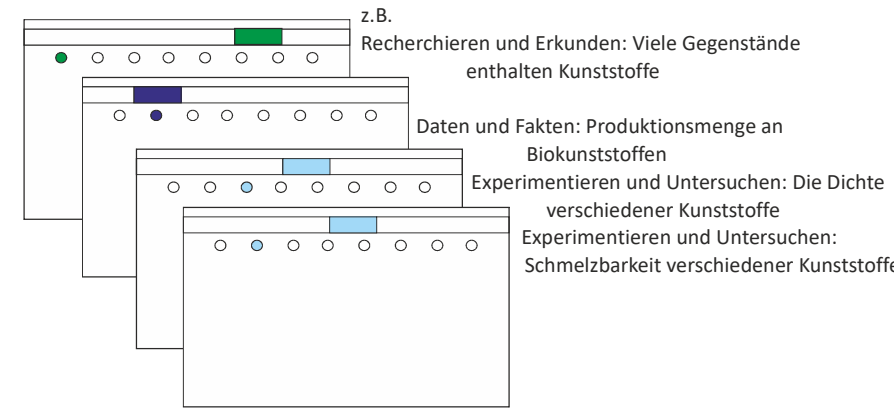 z.B.
Recherchieren und Erkunden: Viele Gegenstände
enthalten Kunststoffe
Daten und Fakten: Produktionsmenge an
Biokunststoffen
Experimentieren und Untersuchen: Die Dichte
verschiedener Kunststoffe
Experimentieren und Untersuchen:
Schmelzbarkeit verschiedener Kunststoffe